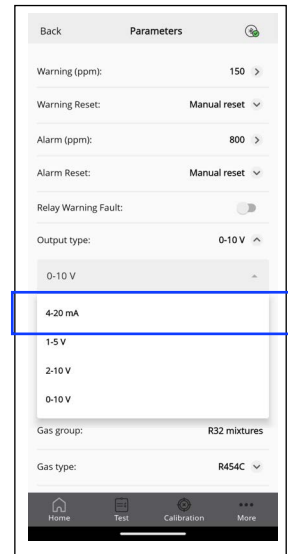 Back Parameters
Warning (ppm): 150
Warning Reset: Manual reset
Alarm (ppm): 800
Alarm Reset: Manual reset
Relay Warning Fault:
Output type: 0-10 V
0-10 V
4-20 mA
1-5 V
2-10 V
0-10 V
Gas group: R32 mixtures
Gas type: R454C
Home Test Calibration More